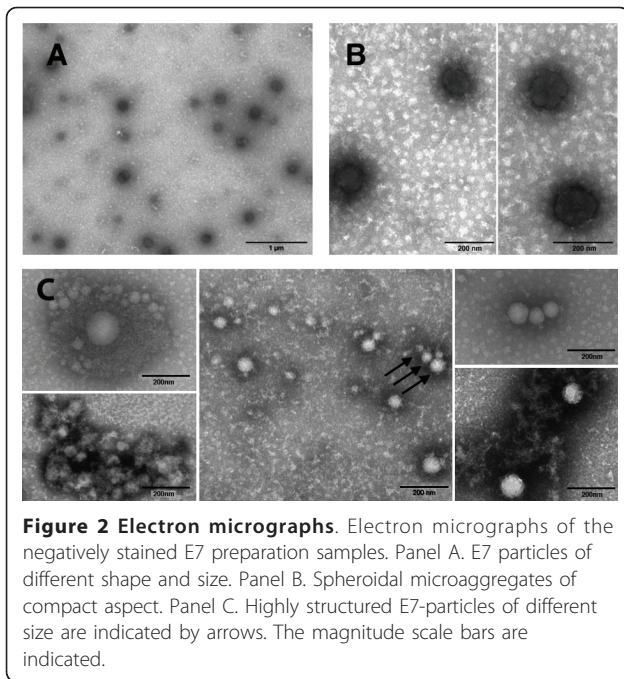 A
1 µm
B
200 nm
200 nm
C
200nm
200nm
200 nm
200nm
200nm
Figure 2 Electron micrographs. Electron micrographs of the
negatively stained E7 preparation samples. Panel A. E7 particles of
different shape and size. Panel B. Spheroidal microaggregates of
compact aspect. Panel C. Highly structured E7-particles of different
size are indicated by arrows. The magnitude scale bars are
indicated.